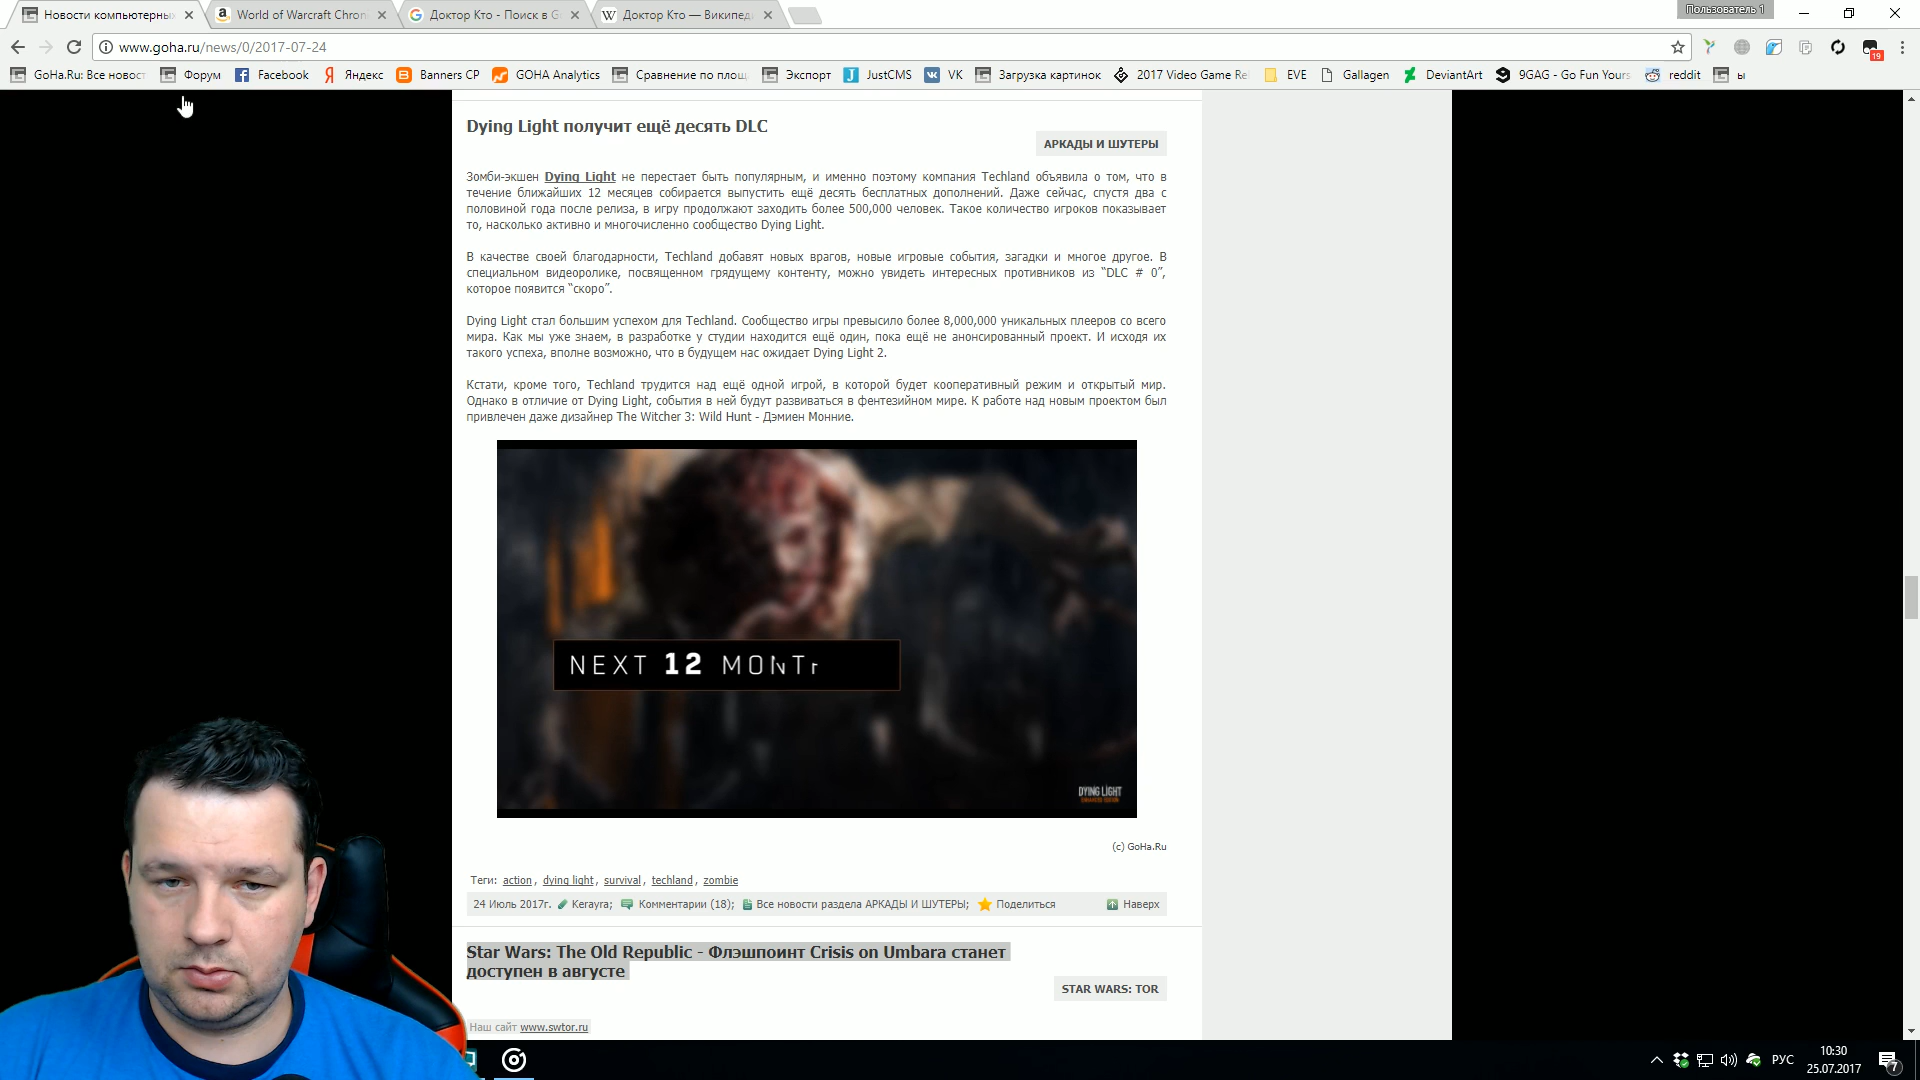 Новости компьютерны
World of Warcraft Chron
Доктор Кто - Поиск в G
Доктор Кто — Википед
Пользователь 1
www.goha.ru/news/0/2017-07-24
GoHa.Ru: Все новост
Форум
Facebook
Яндекс
Banners CP
GOHA Analytics
Сравнение по площ
Экспорт
JustCMS
VK
Загрузка картинок
2017 Video Game Rel
EVE
Gallagen
DeviantArt
9GAG - Go Fun Yours
reddit
ы
19
Dying Light получит ещё десять DLC
АРКАДЫ И ШУТЕРЫ
Зомби-экшен Dying Light не перестает быть популярным, и именно поэтому компания Techland объявила о том, что в
течение ближайших 12 месяцев собирается выпустить ещё десять бесплатных дополнений. Даже сейчас, спустя два с
половиной года после релиза, в игру продолжают заходить более 500,000 человек. Такое количество игроков показывает
то, насколько активно и многочисленно сообщество Dying Light.
В качестве своей благодарности, Techland добавят новых врагов, новые игровые события, загадки и многое другое. В
специальном видеоролике, посвященном грядущему контенту, можно увидеть интересных противников из “DLC # 0”,
которое появится “скоро”.
Dying Light стал большим успехом для Techland. Сообщество игры превысило более 8,000,000 уникальных плееров со всего
мира. Как мы уже знаем, в разработке у студии находится ещё один, пока ещё не анонсированный проект. И исходя их
такого успеха, вполне возможно, что в будущем нас ожидает Dying Light 2.
Кстати, кроме того, Techland трудится над ещё одной игрой, в которой будет кооперативный режим и открытый мир.
Однако в отличие от Dying Light, события в ней будут развиваться в фентезийном мире. К работе над новым проектом был
привлечен даже дизайнер The Witcher 3: Wild Hunt - Дэмиен Монние.
NEXT 12 MONT
DYING LIGHT
(c) GoHa.Ru
Теги: action, dying light, survival, techland, zombie
24 Июль 2017г. Kerayra; Комментарии (18); Все новости раздела АРКАДЫ И ШУТЕРЫ; Поделиться Наверх
Star Wars: The Old Republic - Флэшпоинт Crisis on Umbara станет
доступен в августе
STAR WARS: TOR
Наш сайт www.swtor.ru
РУС
10:30
25.07.2017
7